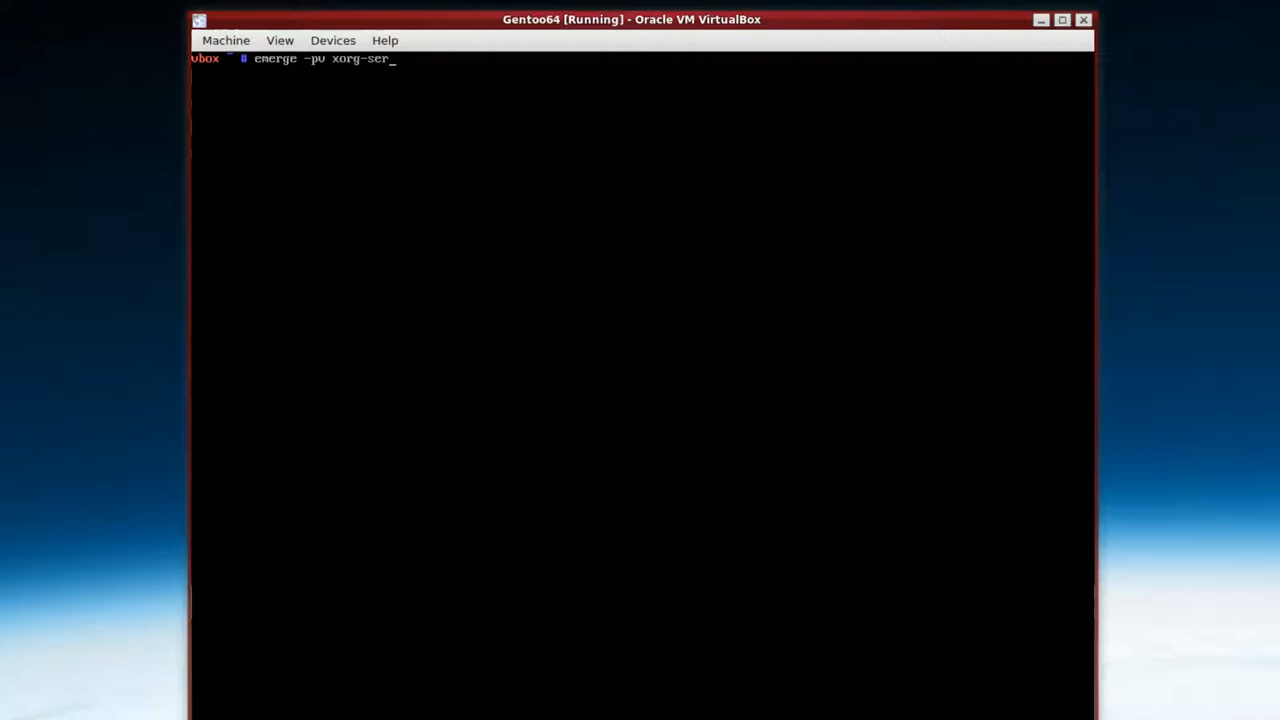 Gentoo64 [Running] - Oracle VM VirtualBox
Machine View Devices Help
vbox ~ # emerge -pv xorg-ser_